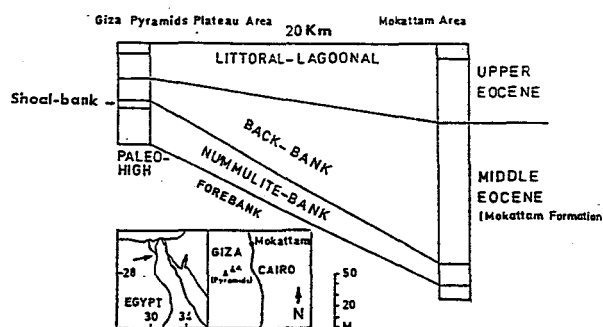 Giza Pyramids Plateau Area
Mokattam Area
20 Km
LITTORAL-LAGOONAL
UPPER
EOCENE
Shoal-bank
BACK-BANK
PALEO-
HIGH
NUMMULITE-BANK
FOREBANK
MIDDLE
EOCENE
(Mokattam Formation
Mokattam
GIZA
(Pyramids)
CAIRO
28
EGYPT
30
34
N
50
20
M